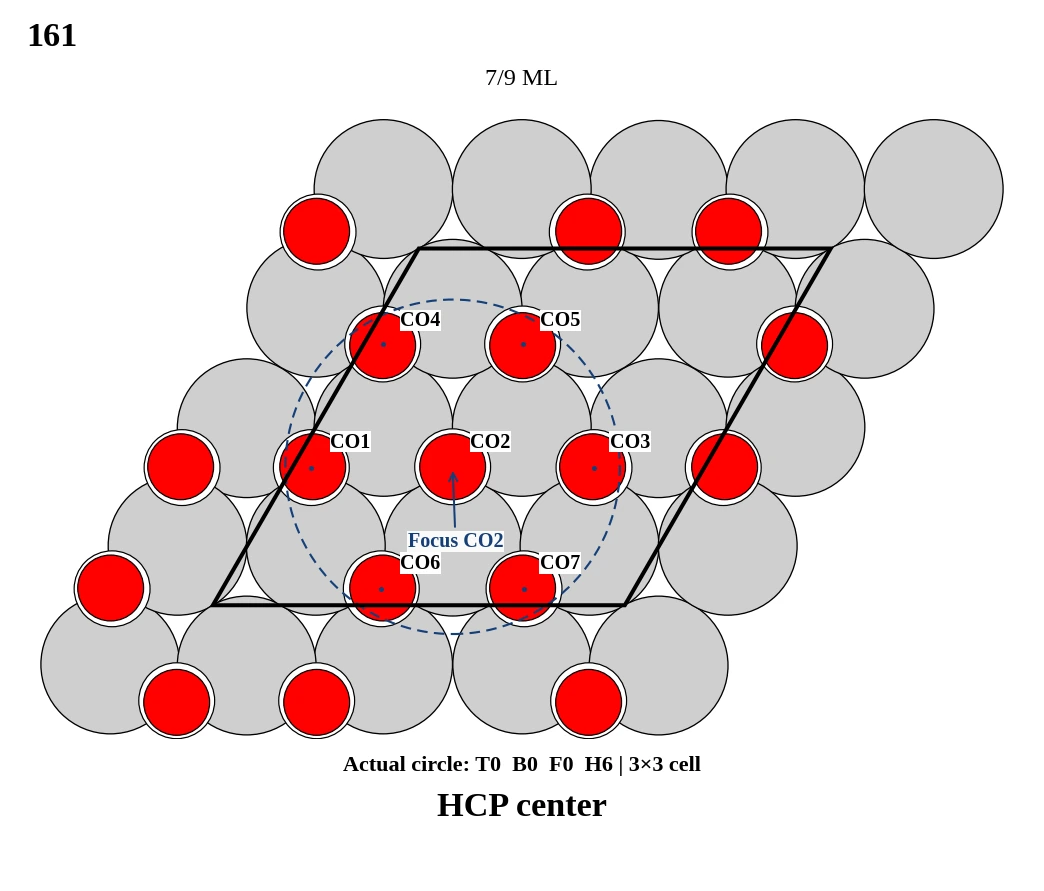 161
7/9 ML
CO4
CO5
CO1
CO2
CO3
Focus CO2
CO6
CO7
Actual circle: T0 B0 F0 H6 | 3×3 cell
HCP center